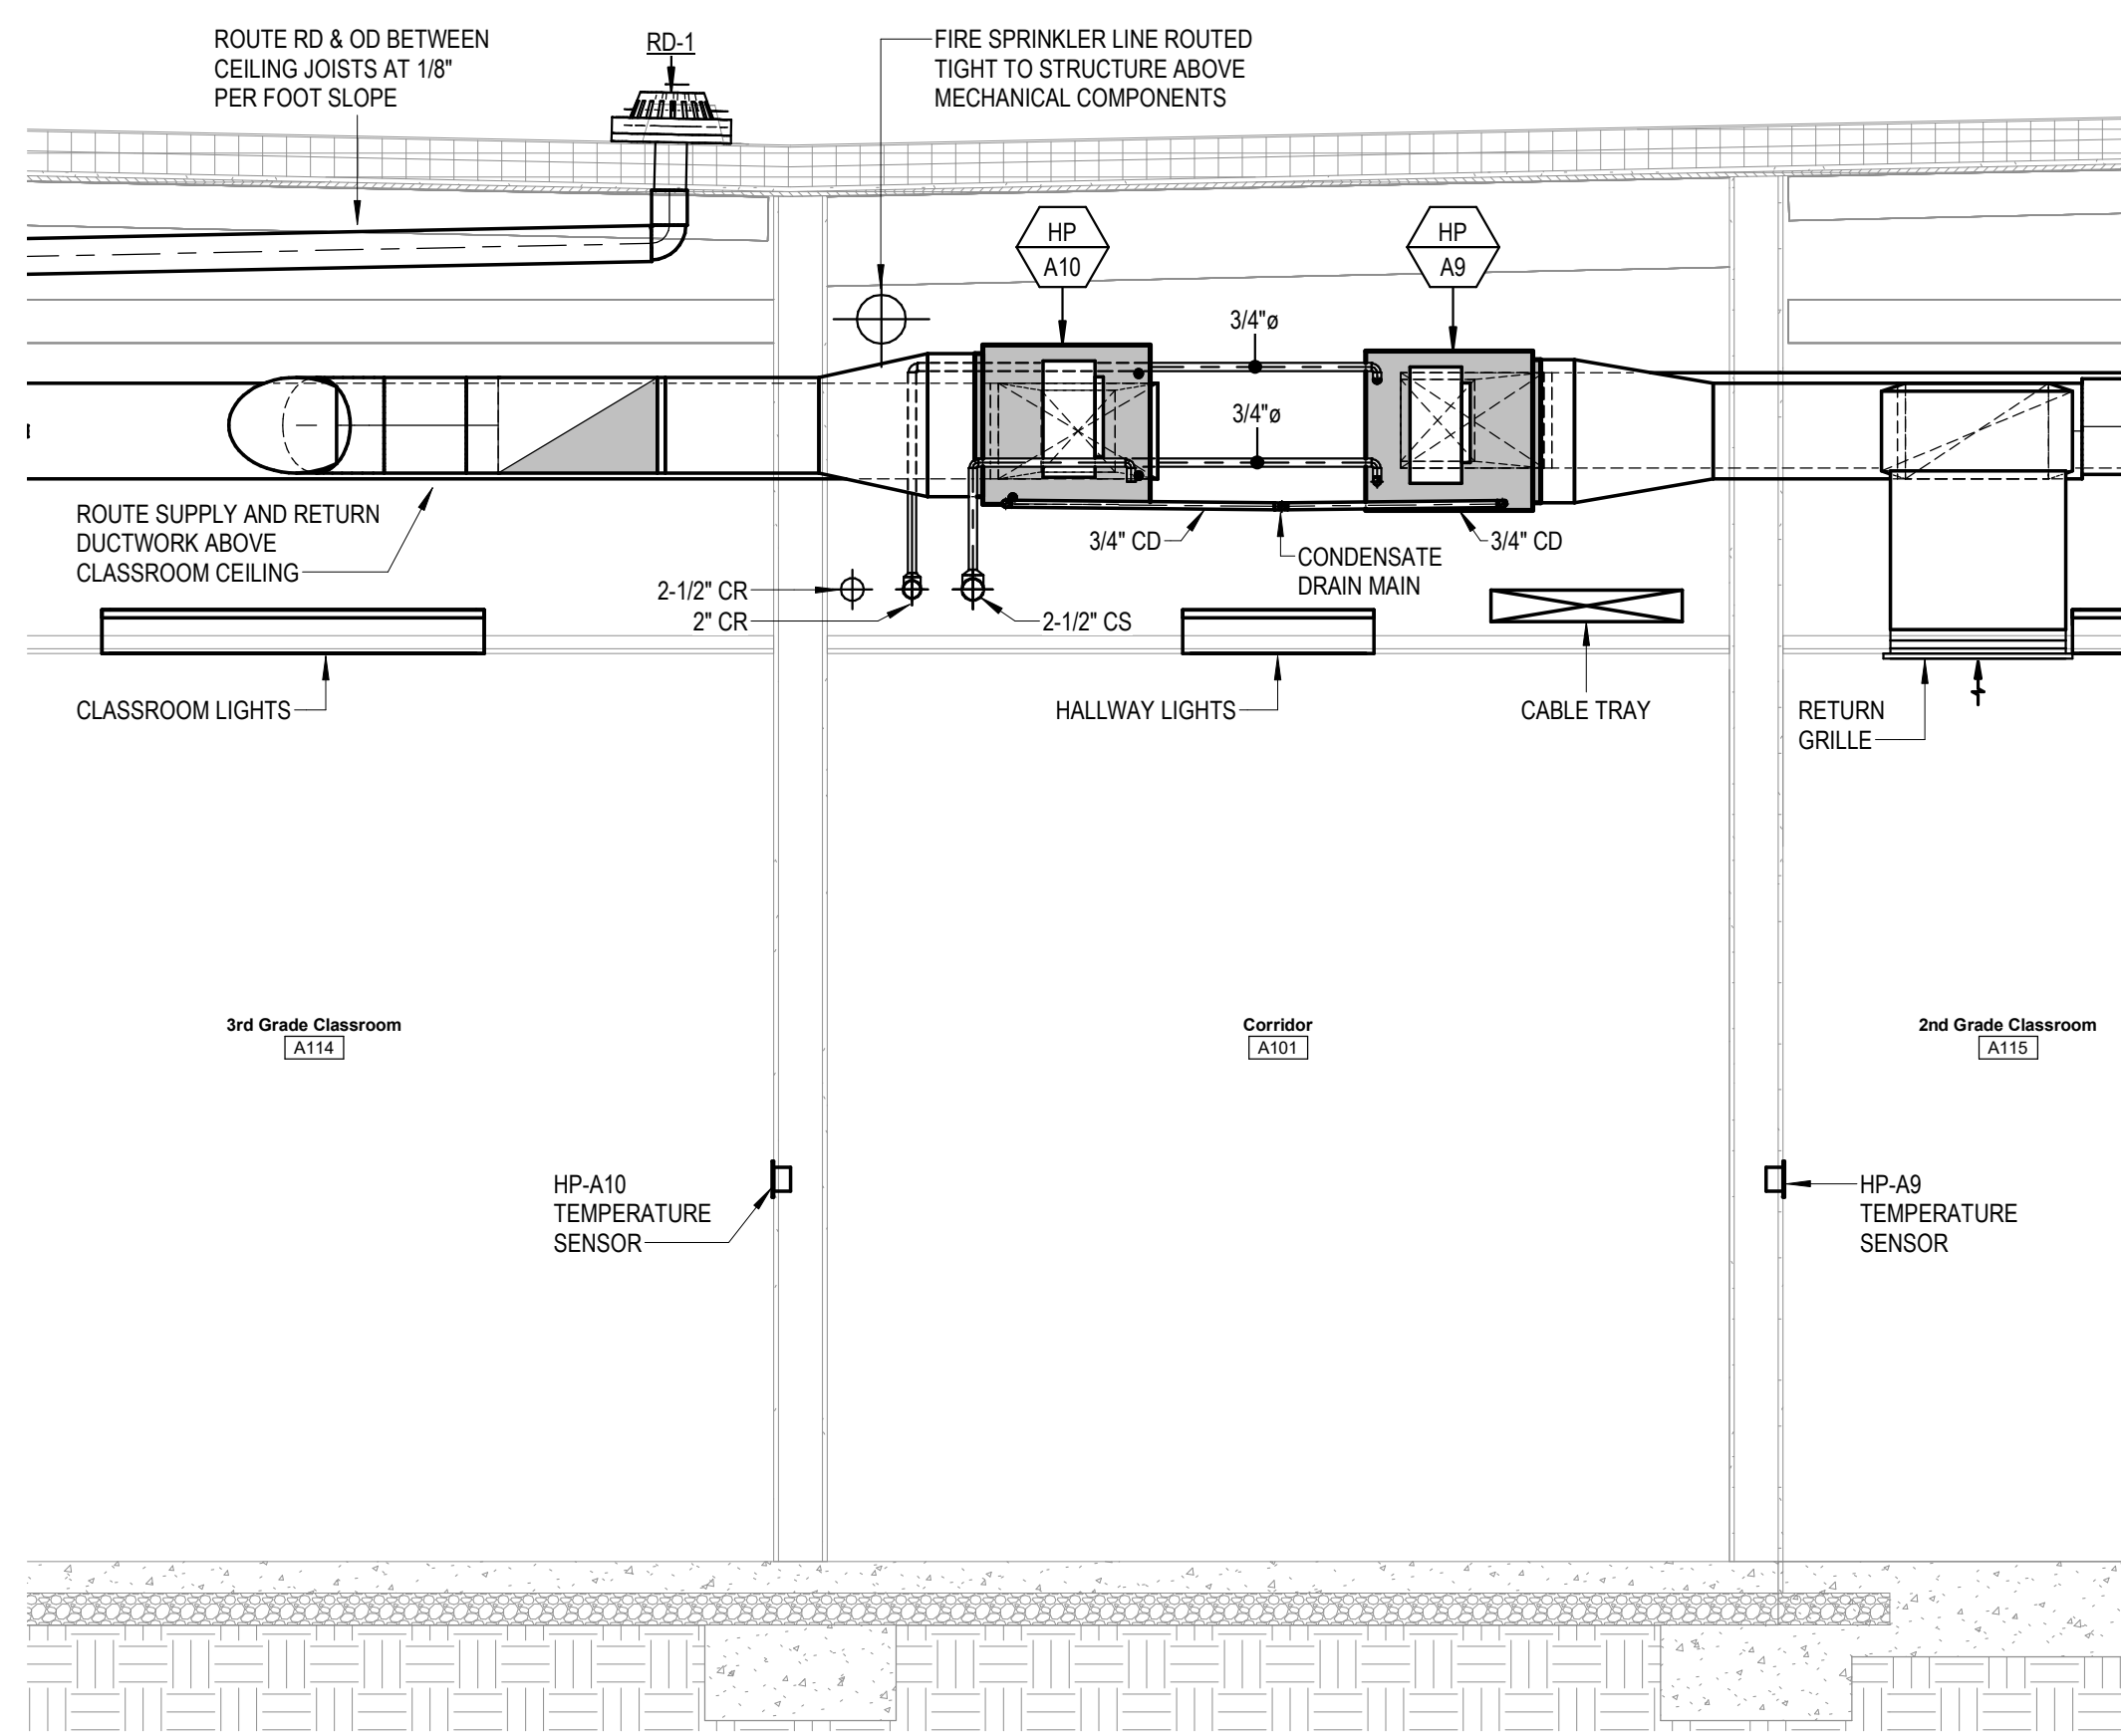 ROUTE RD & OD BETWEEN
CEILING JOISTS AT 1/8"
PER FOOT SLOPE
RD-1
FIRE SPRINKLER LINE ROUTED
TIGHT TO STRUCTURE ABOVE
MECHANICAL COMPONENTS
HP
A10
HP
A9
3/4"ø
3/4"ø
ROUTE SUPPLY AND RETURN
DUCTWORK ABOVE
CLASSROOM CEILING
3/4" CD
3/4" CD
CONDENSATE
DRAIN MAIN
2-1/2" CR
2" CR
2-1/2" CS
CLASSROOM LIGHTS
HALLWAY LIGHTS
CABLE TRAY
RETURN
GRILLE
3rd Grade Classroom
A114
Corridor
A101
2nd Grade Classroom
A115
HP-A10
TEMPERATURE
SENSOR
HP-A9
TEMPERATURE
SENSOR